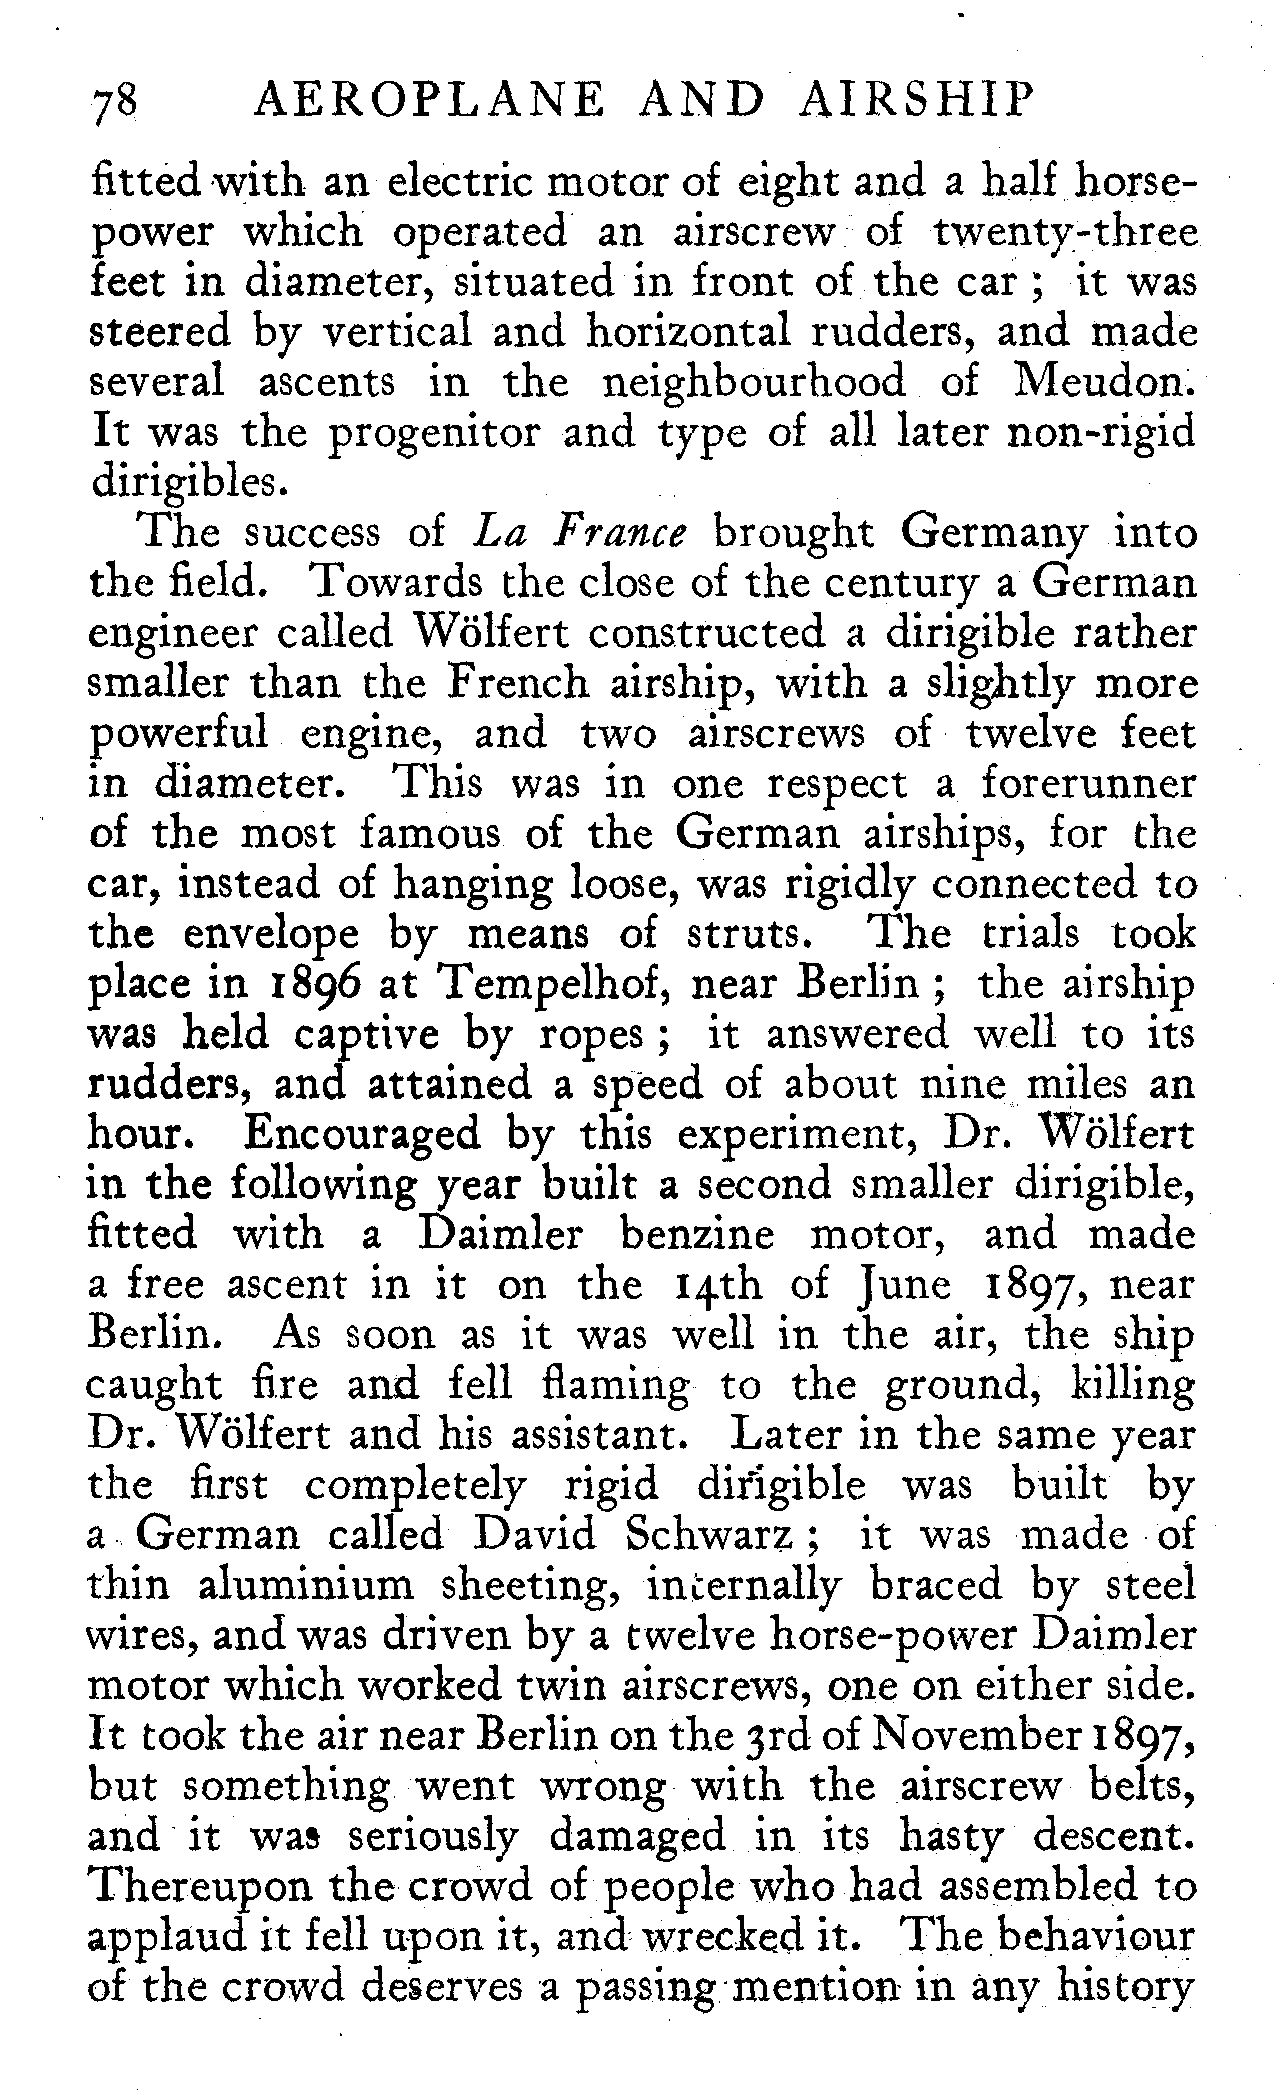 78 AEROPLANE AND AIRSHIP
fitted with an electric motor of eight and a half horse-
power which operated an airscrew of twenty-three
feet in diameter, situated in front of the car ; it was
steered by vertical and horizontal rudders, and made
several ascents in the neighbourhood of Meudon.
It was the progenitor and type of all later non-rigid
dirigibles.
The success of La France brought Germany into
the field. Towards the close of the century a German
engineer called Wölfert constructed a dirigible rather
smaller than the French airship, with a slightly more
powerful engine, and two airscrews of twelve feet
in diameter. This was in one respect a forerunner
of the most famous of the German airships, for the
car, instead of hanging loose, was rigidly connected to
the envelope by means of struts. The trials took
place in 1896 at Tempelhof, near Berlin ; the airship
was held captive by ropes ; it answered well to its
rudders, and attained a speed of about nine miles an
hour. Encouraged by this experiment, Dr. Wölfert
in the following year built a second smaller dirigible,
fitted with a Daimler benzine motor, and made
a free ascent in it on the 14th of June 1897, near
Berlin. As soon as it was well in the air, the ship
caught fire and fell flaming to the ground, killing
Dr. Wölfert and his assistant. Later in the same year
the first completely rigid dirigible was built by
a German called David Schwarz ; it was made of
thin aluminium sheeting, internally braced by steel
wires, and was driven by a twelve horse-power Daimler
motor which worked twin airscrews, one on either side.
It took the air near Berlin on the 3rd of November 1897,
but something went wrong with the airscrew belts,
and it was seriously damaged in its hasty descent.
Thereupon the crowd of people who had assembled to
applaud it fell upon it, and wrecked it. The behaviour
of the crowd deserves a passing mention in any history